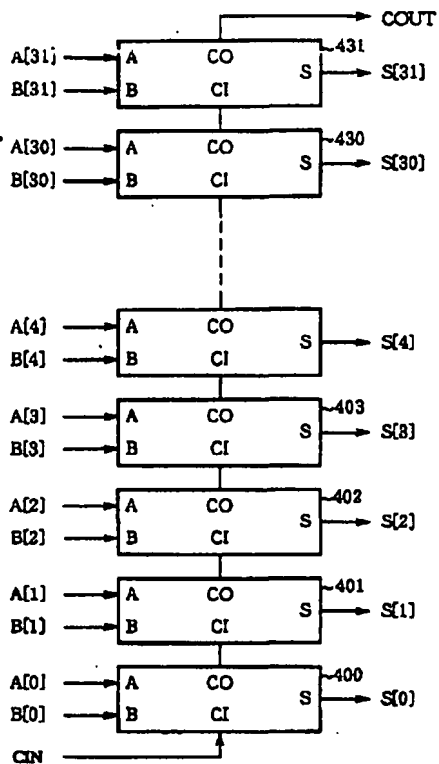 COUT
A[31] A CO 431
B[31] B CI S S[31]
A[30] A CO 430
B[30] B CI S S[30]
A[4] A CO
B[4] B CI S S[4]
A[3] A CO 403
B[3] B CI S S[3]
A[2] A CO 402
B[2] B CI S S[2]
A[1] A CO 401
B[1] B CI S S[1]
A[0] A CO 400
B[0] B CI S S[0]
CIN